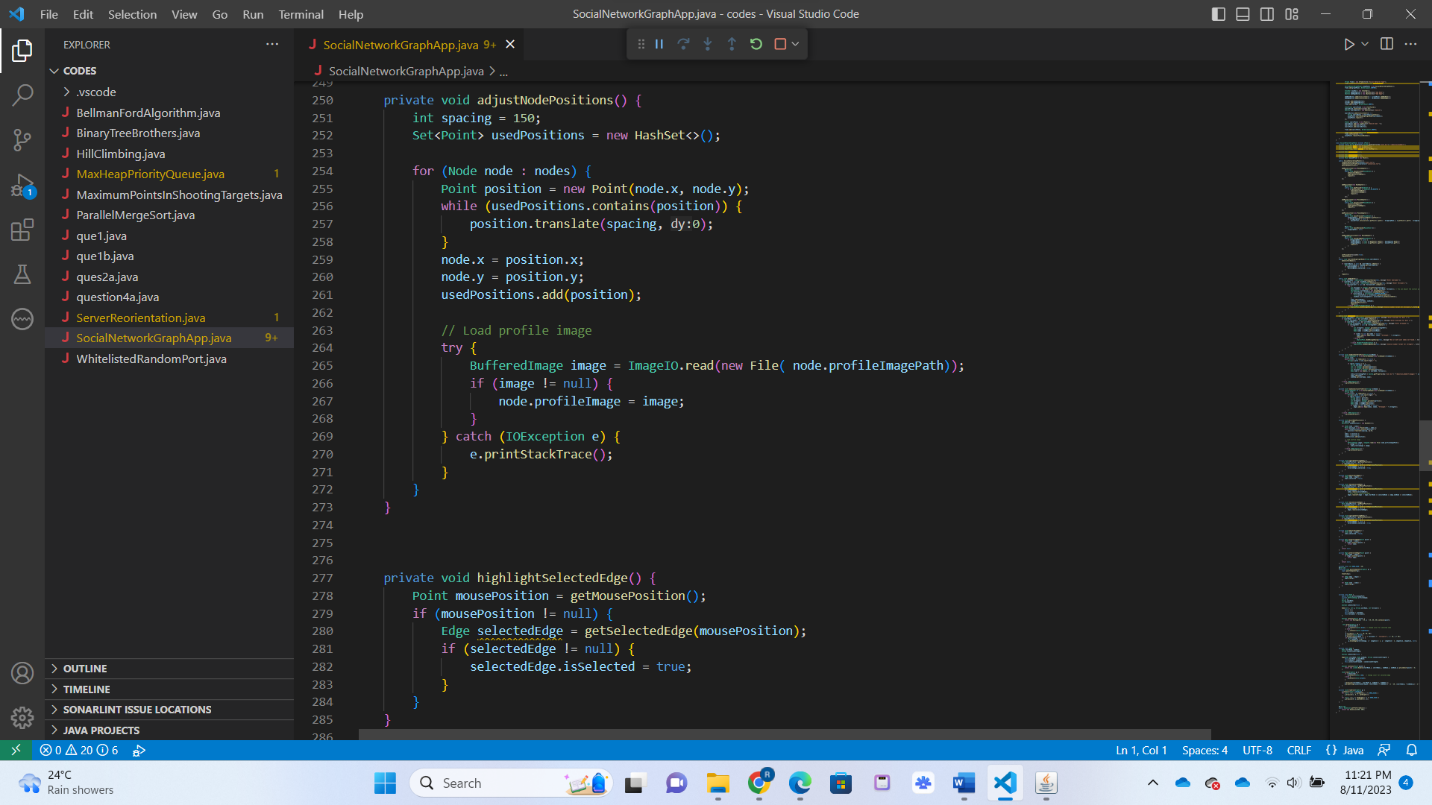 File Edit Selection View Go Run Terminal Help SocialNetworkGraphApp.java - codes - Visual Studio Code
EXPLORER
SocialNetworkGraphApp.java 9+
CODES
SocialNetworkGraphApp.java > ...
.vscode
BellmanFordAlgorithm.java
BinaryTreeBrothers.java
HillClimbing.java
MaxHeapPriorityQueue.java 1
MaximumPointsInShootingTargets.java
ParallelMergeSort.java
que1.java
que1b.java
ques2a.java
question4a.java
ServerReorientation.java 1
SocialNetworkGraphApp.java 9+
WhitelistedRandomPort.java
OUTLINE
TIMELINE
SONARLINT ISSUE LOCATIONS
JAVA PROJECTS
1
249
250 private void adjustNodePositions() {
251 int spacing = 150;
252 Set<Point> usedPositions = new HashSet<>();
253
254 for (Node node : nodes) {
255 Point position = new Point(node.x, node.y);
256 while (usedPositions.contains(position)) {
257 position.translate(spacing, dy:0);
258 }
259 node.x = position.x;
260 node.y = position.y;
261 usedPositions.add(position);
262
263 // Load profile image
264 try {
265 BufferedImage image = ImageIO.read(new File( node.profileImagePath));
266 if (image != null) {
267 node.profileImage = image;
268 }
269 } catch (IOException e) {
270 e.printStackTrace();
271 }
272 }
273 }
274
275
276
277 private void highlightSelectedEdge() {
278 Point mousePosition = getMousePosition();
279 if (mousePosition != null) {
280 Edge selectedEdge = getSelectedEdge(mousePosition);
281 if (selectedEdge != null) {
282 selectedEdge.isSelected = true;
283 }
284 }
285 }
286
0 20 6 Ln 1, Col 1 Spaces: 4 UTF-8 CRLF {} Java
24°C
Rain showers
Search
R
11:21 PM
8/11/2023
4